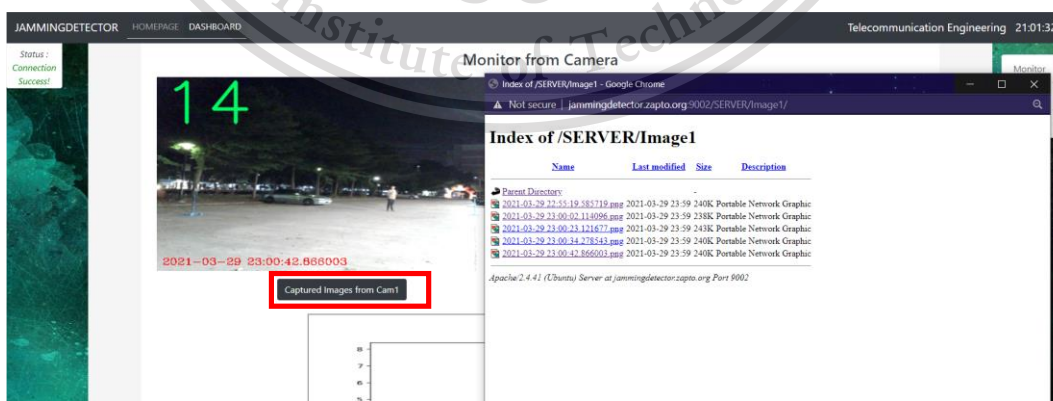 JAMMINGDETECTOR HOMEPAGE DASHBOARD Telecommunication Engineering 21:01:32
Status :
Connection
Success!
Monitor from Camera
Monitor
Institute of Techno
14
2021-03-29 23:00:42.866003
Captured Images from Cam1
8
7
6
5
Index of /SERVER/Image1 - Google Chrome
Not secure | jammingdetector.zapto.org:9002/SERVER/Image1/
Index of /SERVER/Image1
Name Last modified Size Description
Parent Directory -
2021-03-29 22:55:19.585719.png 2021-03-29 23:59 240K Portable Network Graphic
2021-03-29 23:00:02.114096.png 2021-03-29 23:59 238K Portable Network Graphic
2021-03-29 23:00:23.121677.png 2021-03-29 23:59 243K Portable Network Graphic
2021-03-29 23:00:34.278543.png 2021-03-29 23:59 240K Portable Network Graphic
2021-03-29 23:00:42.866003.png 2021-03-29 23:59 240K Portable Network Graphic
Apache/2.4.41 (Ubuntu) Server at jammingdetector.zapto.org Port 9002